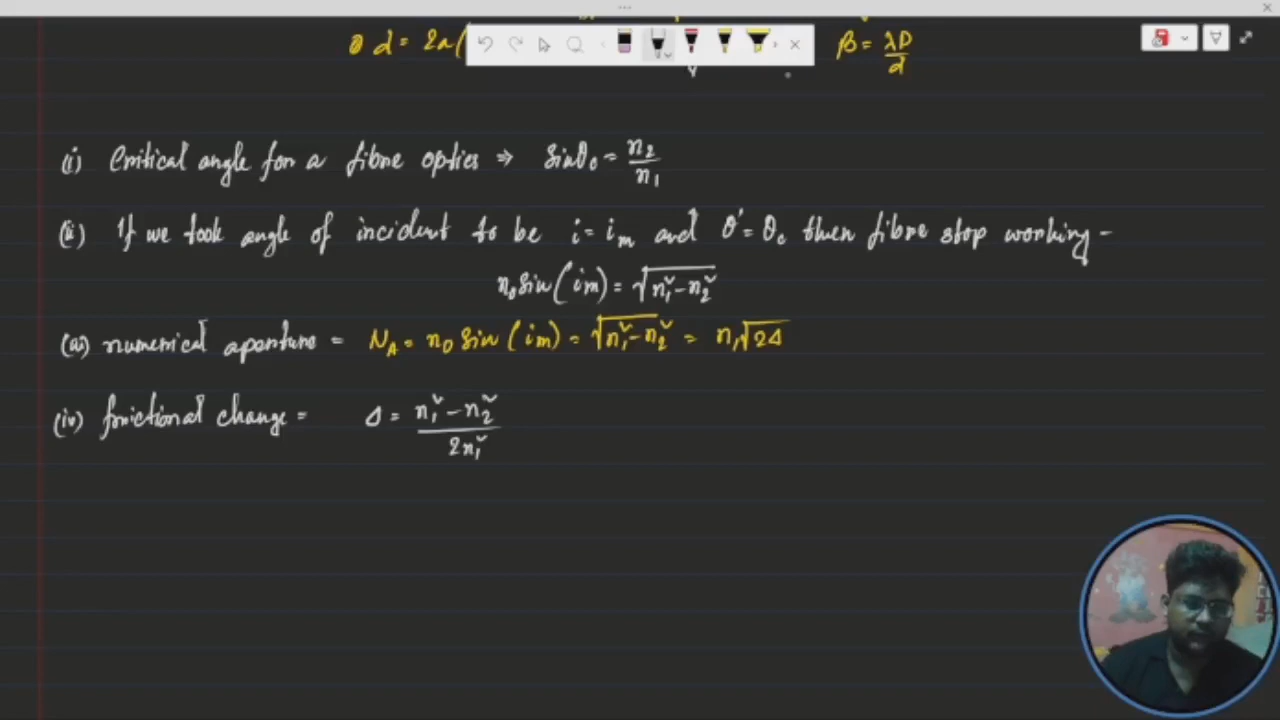 d = 2a( β = λD/d
(i) Critical angle for a fibre optics ⇒ sinθc = n2/n1
(ii) If we took angle of incident to be i = im and θ' = θc then fibre stop working -
n0 sin(im) = √(n1² - n2²)
(iii) numerical aperture = NA = n0 sin(im) = √(n1² - n2²) = n1√2Δ
(iv) frictional change = Δ = (n1² - n2²)/2n1²